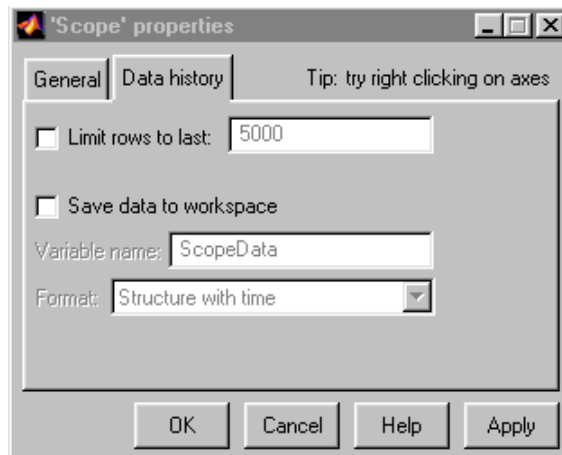 'Scope' properties
General Data history Tip: try right clicking on axes
Limit rows to last: 5000
Save data to workspace
Variable name: ScopeData
Format: Structure with time
OK Cancel Help Apply